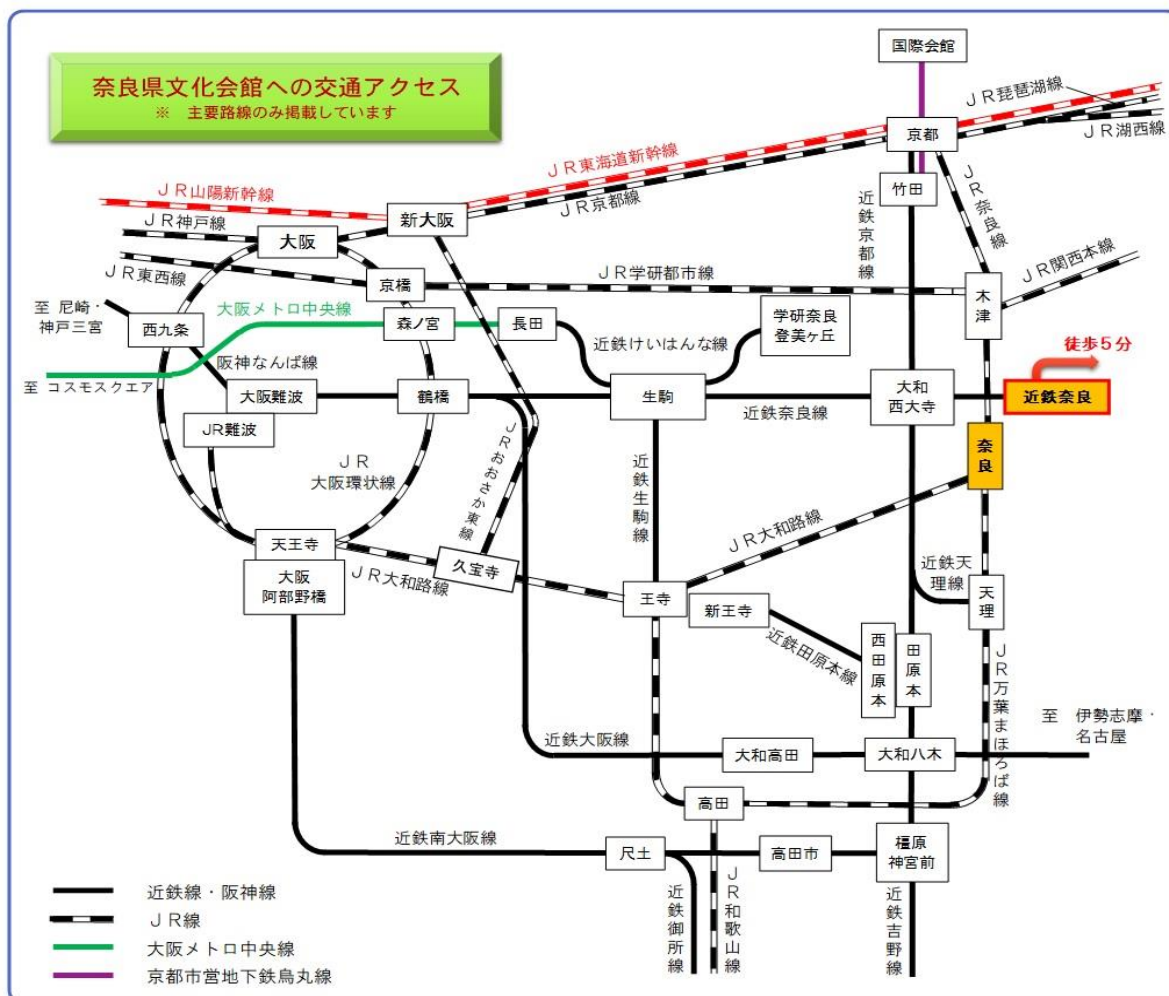 奈良県文化会館への交通アクセス
※　主要路線のみ掲載しています
国際会館
ＪＲ琵琶湖線
京都
ＪＲ湖西線
ＪＲ東海道新幹線
ＪＲ山陽新幹線
ＪＲ京都線
竹田
ＪＲ奈良線
近鉄京都線
新大阪
ＪＲ神戸線
大阪
ＪＲ東西線
京橋
ＪＲ学研都市線
ＪＲ関西本線
木津
至 尼崎・
神戸三宮
西九条
大阪メトロ中央線
森ノ宮
長田
近鉄けいはんな線
学研奈良
登美ヶ丘
徒歩５分
至 コスモスクエア
阪神なんば線
大阪難波
鶴橋
生駒
近鉄奈良線
大和
西大寺
近鉄奈良
JR難波
奈良
ＪＲ
大阪環状線
ＪＲおおさか東線
近鉄生駒線
ＪＲ大和路線
天王寺
大阪
阿部野橋
ＪＲ大和路線
久宝寺
王寺
新王寺
近鉄田原本線
西田原本
田原本
近鉄天
理線
天理
ＪＲ万葉まほろば線
近鉄大阪線
大和高田
大和八木
至　伊勢志摩・
名古屋
高田
近鉄南大阪線
尺土
高田市
橿原
神宮前
近鉄御所線
ＪＲ和歌山線
近鉄吉野線
近鉄線・阪神線
ＪＲ線
大阪メトロ中央線
京都市営地下鉄烏丸線